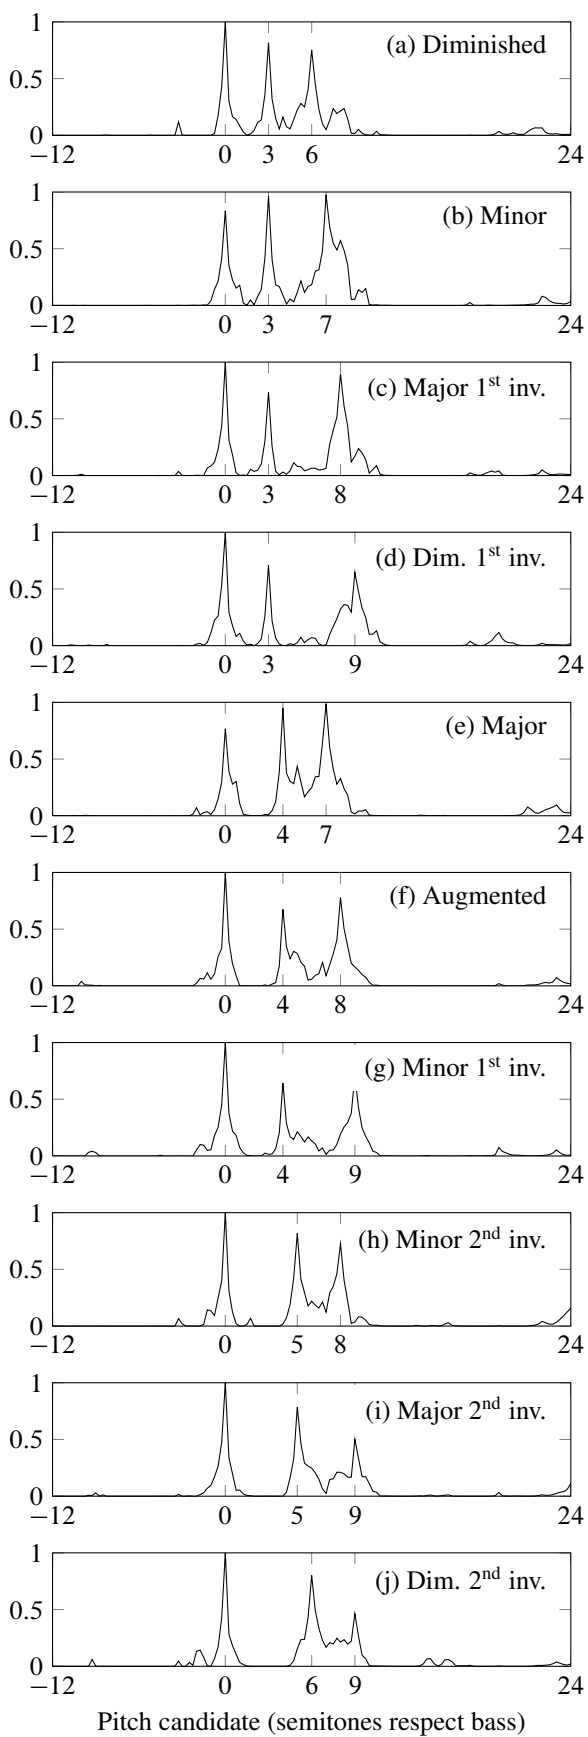 1
(a) Diminished
0.5
0
−12 0 3 6 24
1
(b) Minor
0.5
0
−12 0 3 7 24
1
(c) Major 1st inv.
0.5
0
−12 0 3 8 24
1
(d) Dim. 1st inv.
0.5
0
−12 0 3 9 24
1
(e) Major
0.5
0
−12 0 4 7 24
1
(f) Augmented
0.5
0
−12 0 4 8 24
1
(g) Minor 1st inv.
0.5
0
−12 0 4 9 24
1
(h) Minor 2nd inv.
0.5
0
−12 0 5 8 24
1
(i) Major 2nd inv.
0.5
0
−12 0 5 9 24
1
(j) Dim. 2nd inv.
0.5
0
−12 0 6 9 24
Pitch candidate (semitones respect bass)